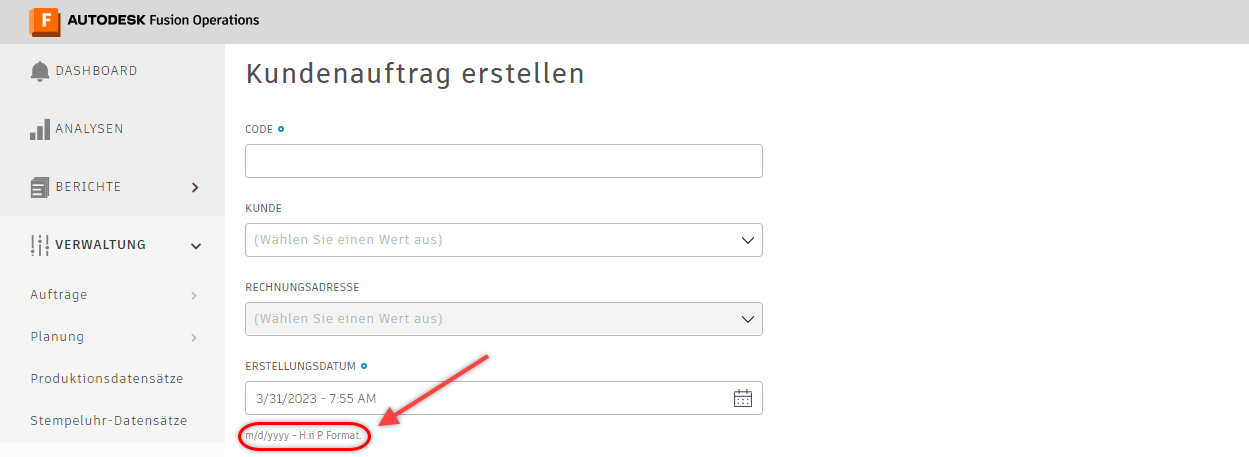 F AUTODESK Fusion Operations
DASHBOARD
ANALYSEN
BERICHTE
VERWALTUNG
Aufträge
Planung
Produktionsdatensätze
Stempeluhr-Datensätze
Kundenauftrag erstellen
CODE
KUNDE
(Wählen Sie einen Wert aus)
RECHNUNGSADRESSE
(Wählen Sie einen Wert aus)
ERSTELLUNGSDATUM
3/31/2023 - 7:55 AM
m/d/yyyy - H:ii P Format.